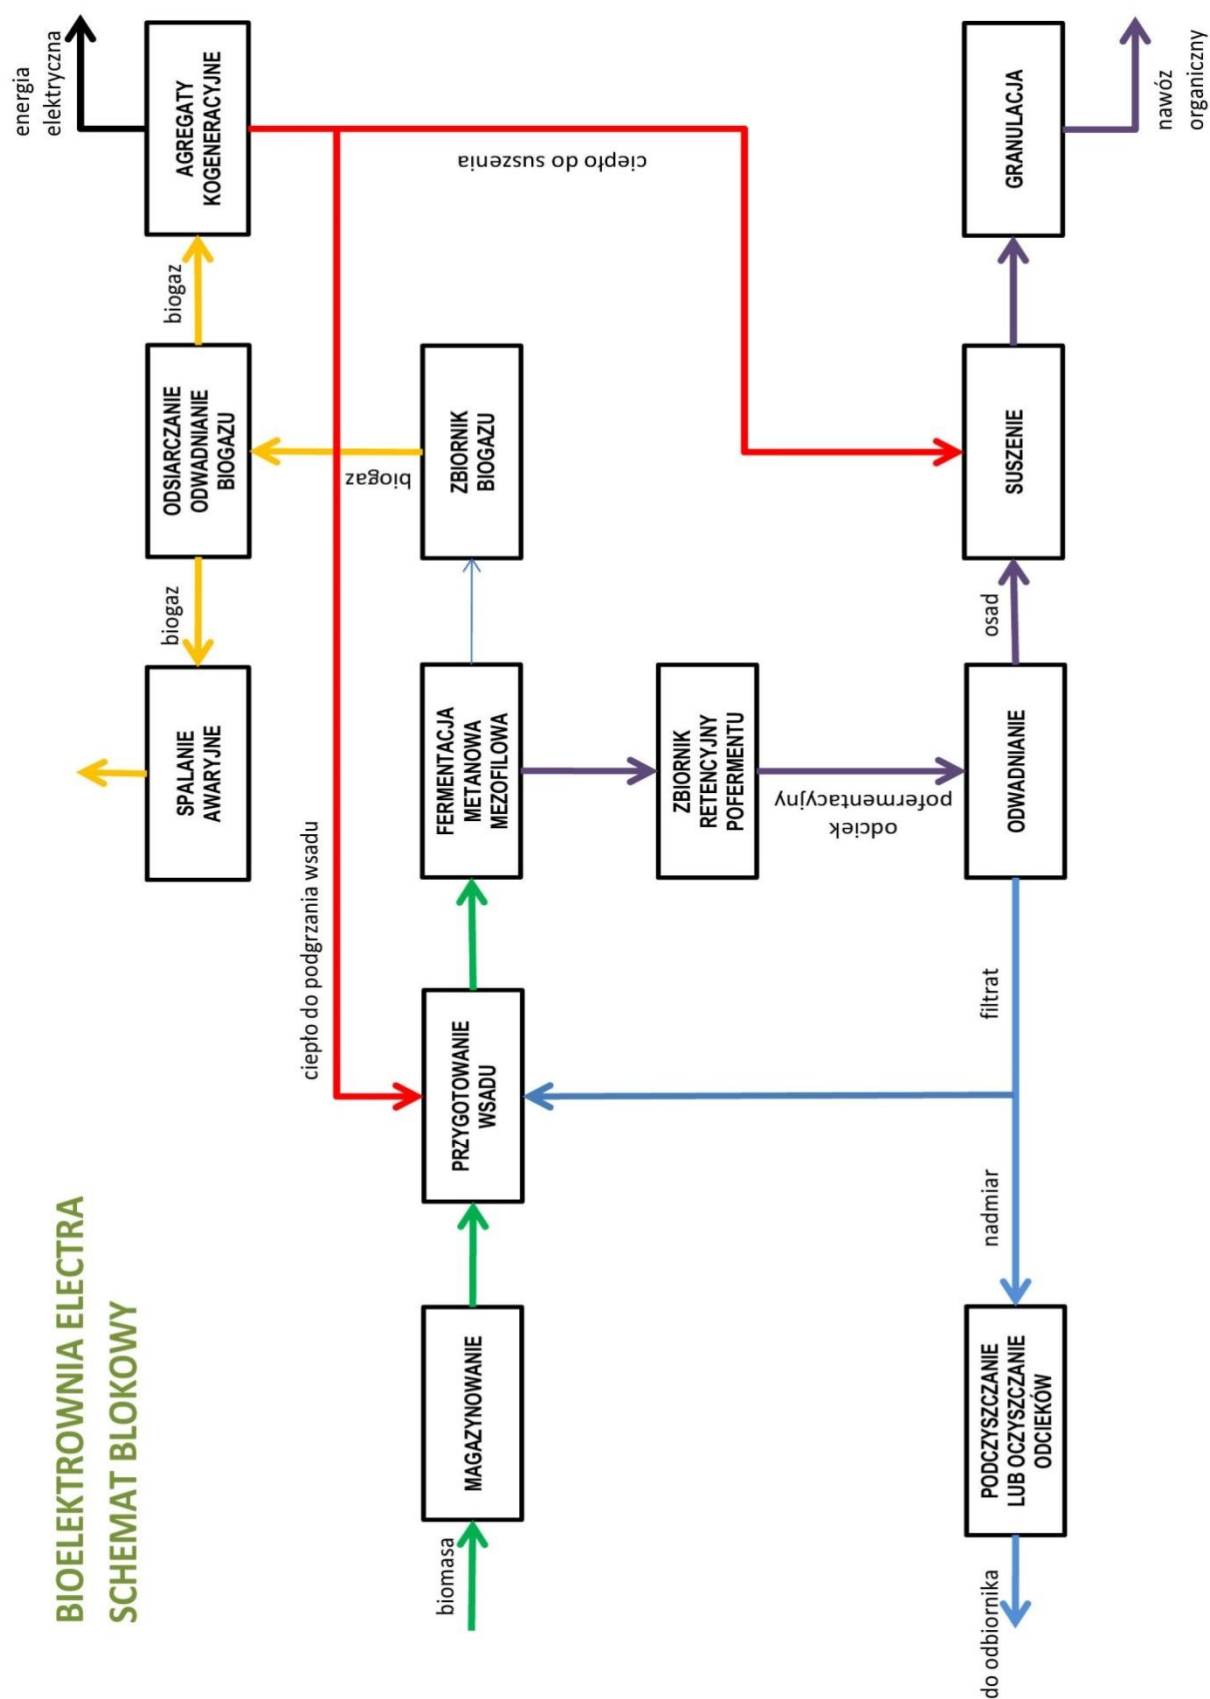 BIOELEKTROWNIA ELECTRA
SCHEMAT BLOKOWY
energia
elektryczna
SPALANIE
AWARYJNE
biogaz
ODSIARCZANIE
ODWADNIANIE
BIOGAZU
biogaz
AGREGATY
KOGENERACYJNE
ciepło do podgrzania wsadu
biogaz
ciepło do suszenia
biomasa
MAGAZYNOWANIE
PRZYGOTOWANIE
WSADU
FERMENTACJA
METANOWA
MEZOFILOWA
ZBIORNIK
BIOGAZU
ZBIORNIK
RETENCYJNY
POFERMENTU
odciek
pofermentacyjny
do odbiornika
PODCZYSZCZANIE
LUB OCZYSZCZANIE
ODCIEKÓW
nadmiar
filtrat
ODWADNIANIE
osad
SUSZENIE
GRANULACJA
nawóz
organiczny